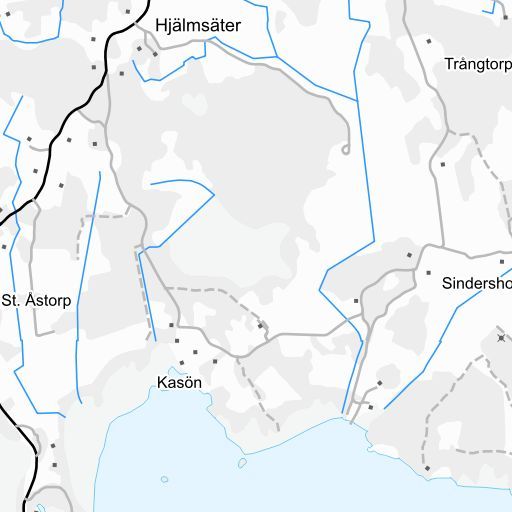 Hjälmsäter
Trångtorp
Sindersho
St. Åstorp
Kasön